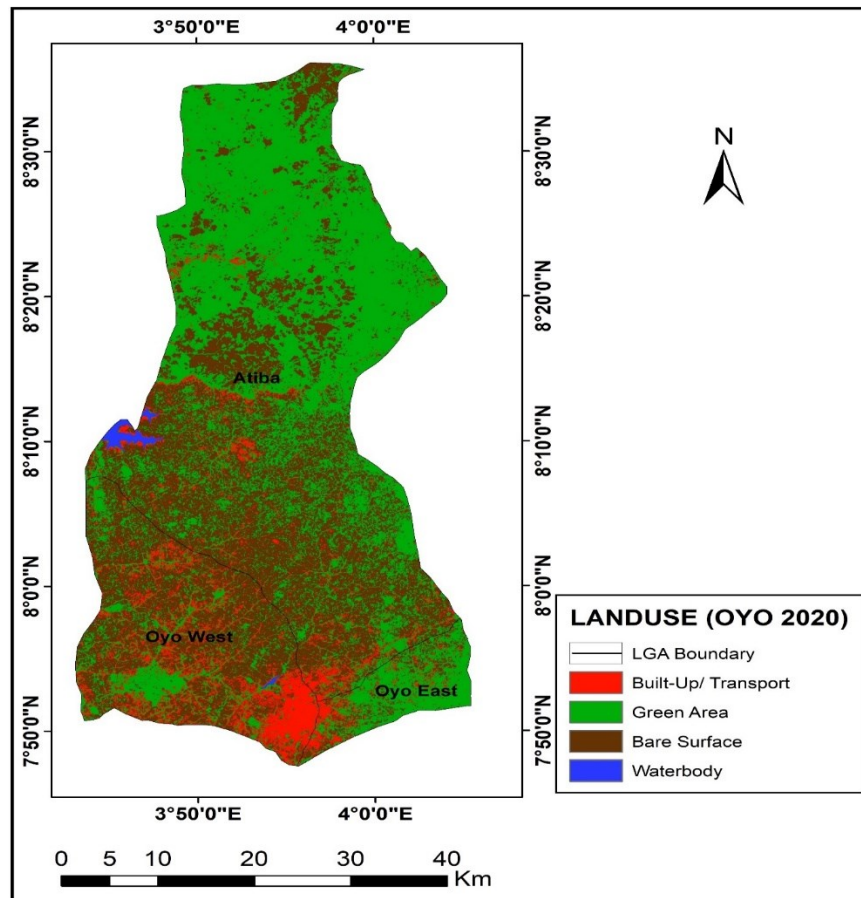 3°50'0"E 4°0'0"E
N
8°30'0"N 8°30'0"N
8°20'0"N 8°20'0"N
Atiba
8°10'0"N 8°10'0"N
8°0'0"N 8°0'0"N
LANDUSE (OYO 2020)
Oyo West
LGA Boundary
Built-Up/ Transport
Oyo East
Green Area
7°50'0"N 7°50'0"N
Bare Surface
Waterbody
3°50'0"E 4°0'0"E
0 5 10 20 30 40
Km